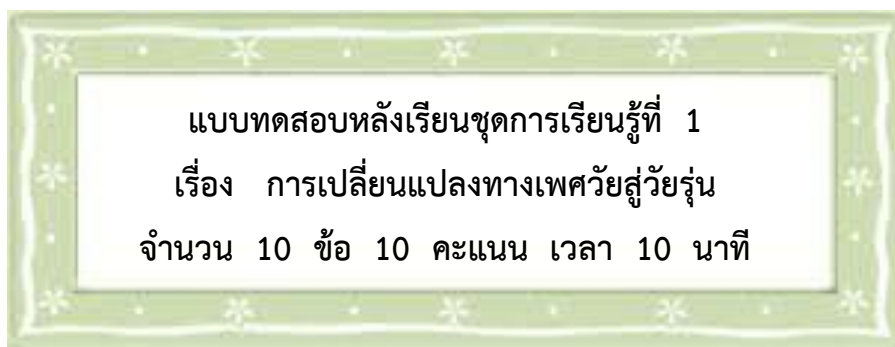 แบบทดสอบหลังเรียนชุดการเรียนรู้ที่ 1
เรื่อง การเปลี่ยนแปลงทางเพศวัยสู่วัยรุ่น
จำนวน 10 ข้อ 10 คะแนน เวลา 10 นาที